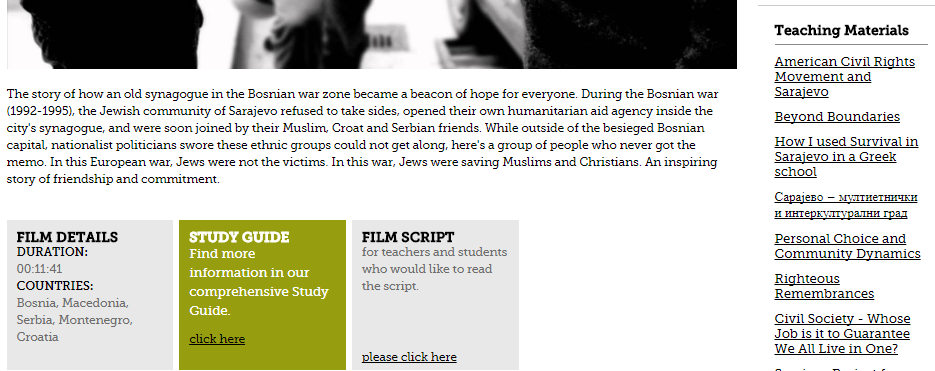 The story of how an old synagogue in the Bosnian war zone became a beacon of hope for everyone. During the Bosnian war
(1992-1995), the Jewish community of Sarajevo refused to take sides, opened their own humanitarian aid agency inside the
city's synagogue, and were soon joined by their Muslim, Croat and Serbian friends. While outside of the besieged Bosnian
capital, nationalist politicians swore these ethnic groups could not get along, here's a group of people who never got the
memo. In this European war, Jews were not the victims. In this war, Jews were saving Muslims and Christians. An inspiring
story of friendship and commitment.
FILM DETAILS
DURATION:
00:11:41
COUNTRIES:
Bosnia, Macedonia,
Serbia, Montenegro,
Croatia
STUDY GUIDE
Find more
information in our
comprehensive Study
Guide.
click here
FILM SCRIPT
for teachers and students
who would like to read
the script.
please click here
Teaching Materials
American Civil Rights
Movement and
Sarajevo
Beyond Boundaries
How I used Survival in
Sarajevo in a Greek
school
Сарајево – мултиетнички
и интеркултурални град
Personal Choice and
Community Dynamics
Righteous
Remembrances
Civil Society - Whose
Job is it to Guarantee
We All Live in One?